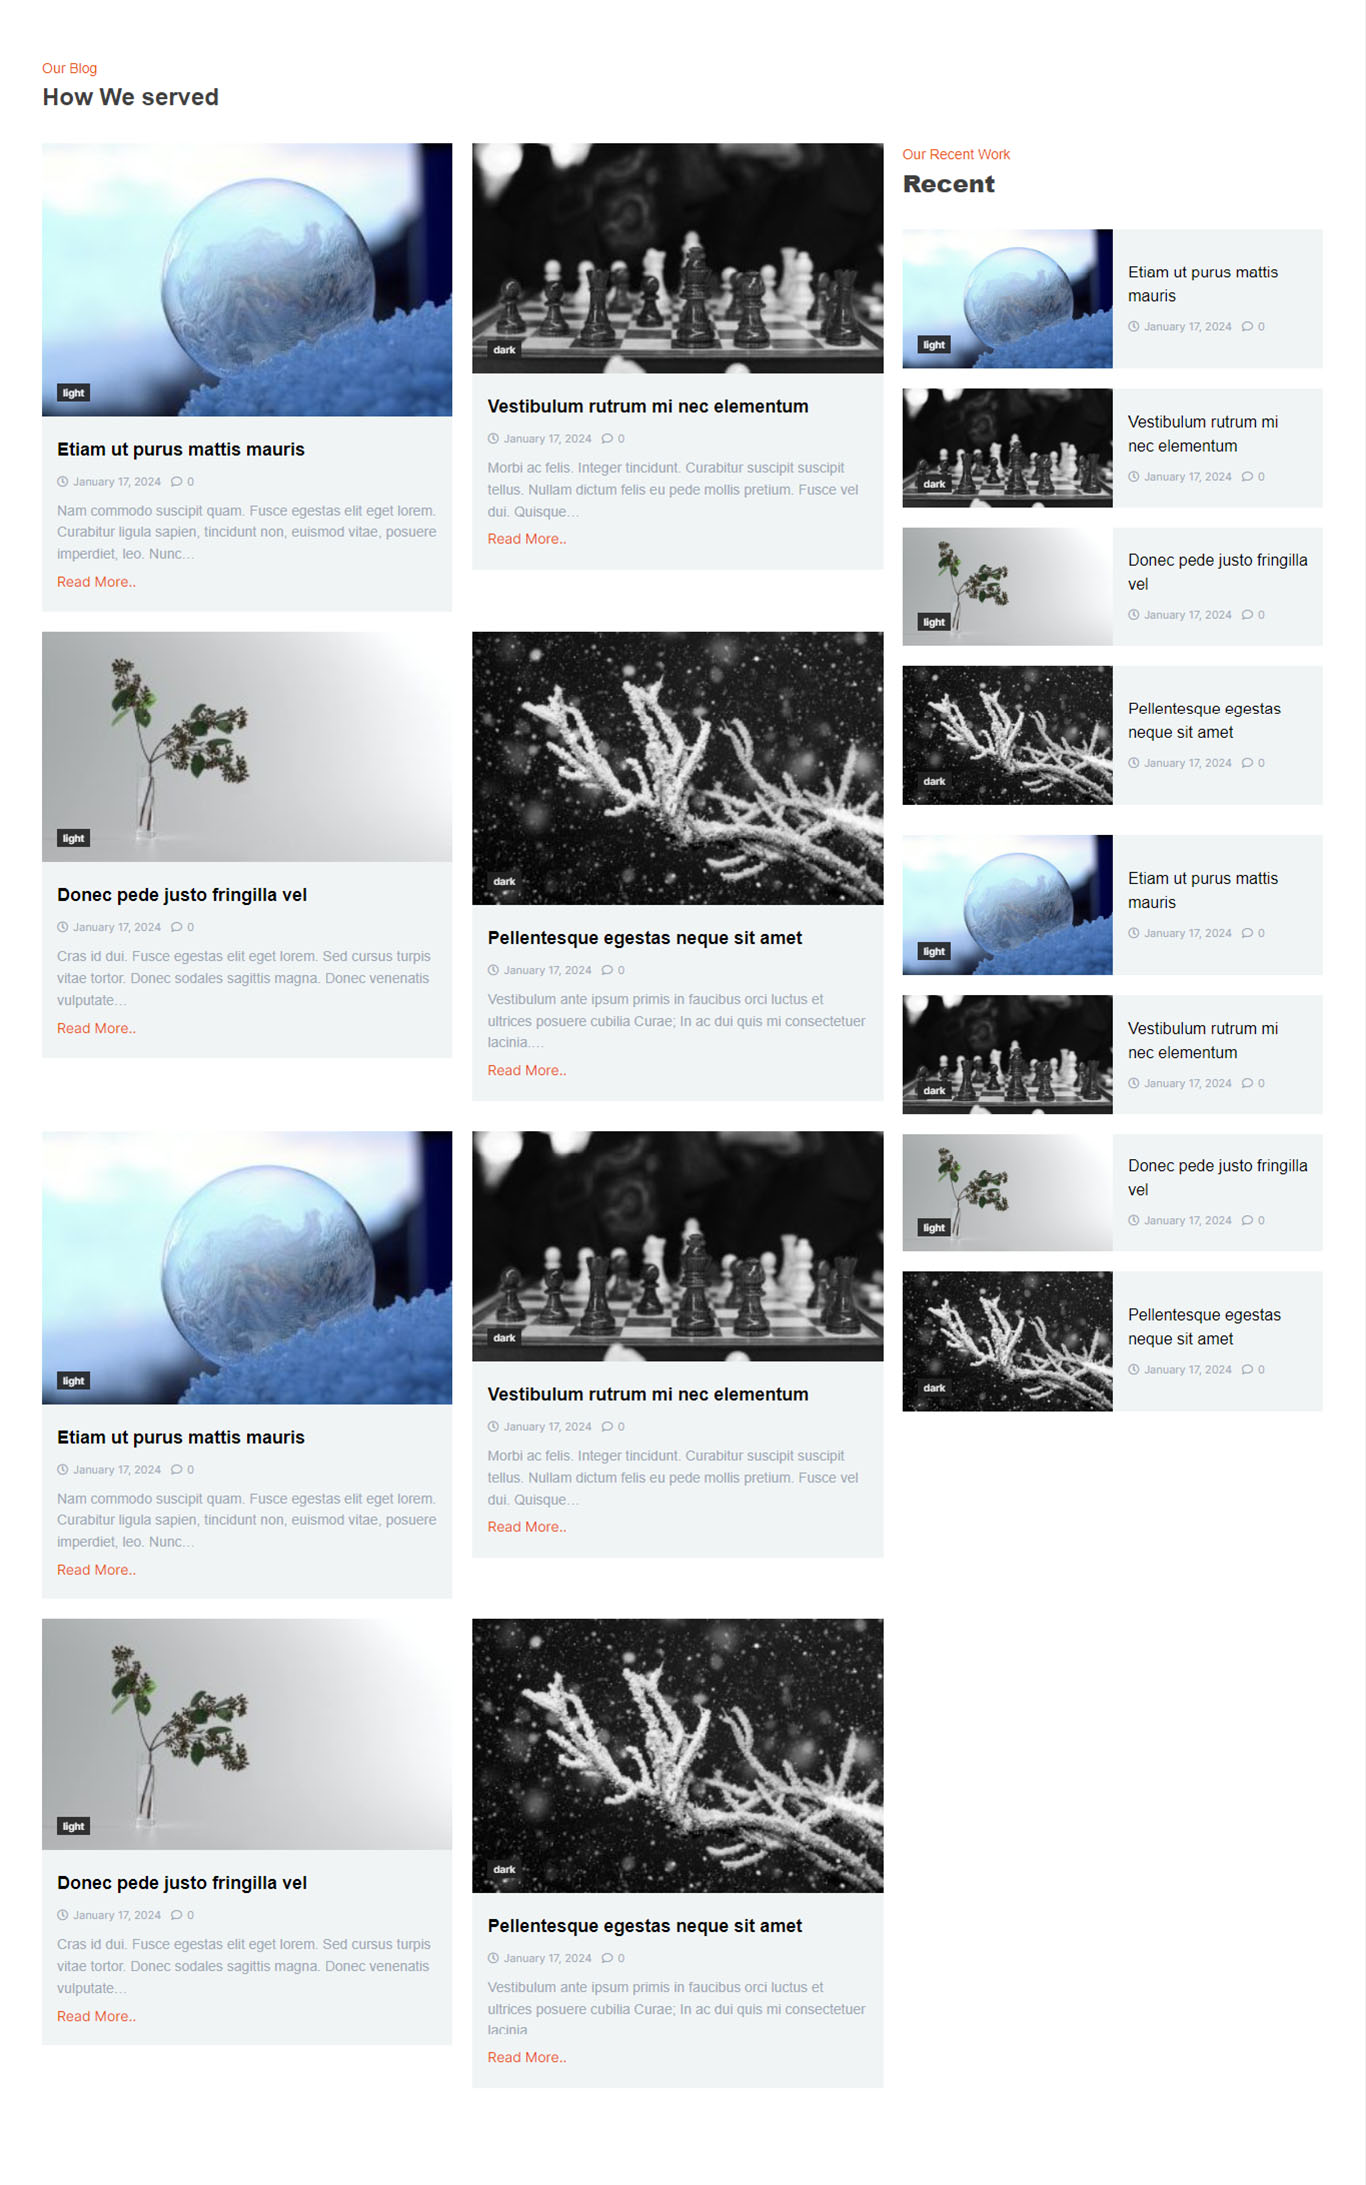 Our Blog
How We served
light
Etiam ut purus mattis mauris
January 17, 2024 0
Nam commodo suscipit quam. Fusce egestas elit eget lorem.
Curabitur ligula sapien, tincidunt non, euismod vitae, posuere
imperdiet, leo. Nunc…
Read More..
dark
Vestibulum rutrum mi nec elementum
January 17, 2024 0
Morbi ac felis. Integer tincidunt. Curabitur suscipit suscipit
tellus. Nullam dictum felis eu pede mollis pretium. Fusce vel
dui. Quisque…
Read More..
light
Donec pede justo fringilla vel
January 17, 2024 0
Cras id dui. Fusce egestas elit eget lorem. Sed cursus turpis
vitae tortor. Donec sodales sagittis magna. Donec venenatis
vulputate…
Read More..
dark
Pellentesque egestas neque sit amet
January 17, 2024 0
Vestibulum ante ipsum primis in faucibus orci luctus et
ultrices posuere cubilia Curae; In ac dui quis mi consectetuer
lacinia.…
Read More..
light
Etiam ut purus mattis mauris
January 17, 2024 0
Nam commodo suscipit quam. Fusce egestas elit eget lorem.
Curabitur ligula sapien, tincidunt non, euismod vitae, posuere
imperdiet, leo. Nunc…
Read More..
dark
Vestibulum rutrum mi nec elementum
January 17, 2024 0
Morbi ac felis. Integer tincidunt. Curabitur suscipit suscipit
tellus. Nullam dictum felis eu pede mollis pretium. Fusce vel
dui. Quisque…
Read More..
light
Donec pede justo fringilla vel
January 17, 2024 0
Cras id dui. Fusce egestas elit eget lorem. Sed cursus turpis
vitae tortor. Donec sodales sagittis magna. Donec venenatis
vulputate…
Read More..
dark
Pellentesque egestas neque sit amet
January 17, 2024 0
Vestibulum ante ipsum primis in faucibus orci luctus et
ultrices posuere cubilia Curae; In ac dui quis mi consectetuer
lacinia
Read More..
Our Recent Work
Recent
light
Etiam ut purus mattis
mauris
January 17, 2024 0
dark
Vestibulum rutrum mi
nec elementum
January 17, 2024 0
light
Donec pede justo fringilla
vel
January 17, 2024 0
dark
Pellentesque egestas
neque sit amet
January 17, 2024 0
light
Etiam ut purus mattis
mauris
January 17, 2024 0
dark
Vestibulum rutrum mi
nec elementum
January 17, 2024 0
light
Donec pede justo fringilla
vel
January 17, 2024 0
dark
Pellentesque egestas
neque sit amet
January 17, 2024 0